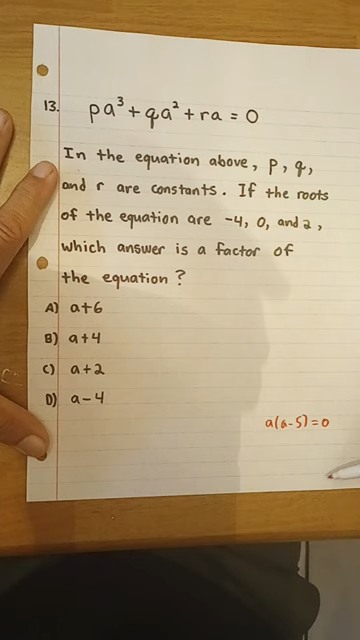 13. pa³ + qa² + ra = 0
In the equation above, p, q,
and r are constants. If the roots
of the equation are -4, 0, and 2,
which answer is a factor of
the equation?
A) a+6
B) a+4
C) a+2
D) a-4
a(a-5)=0